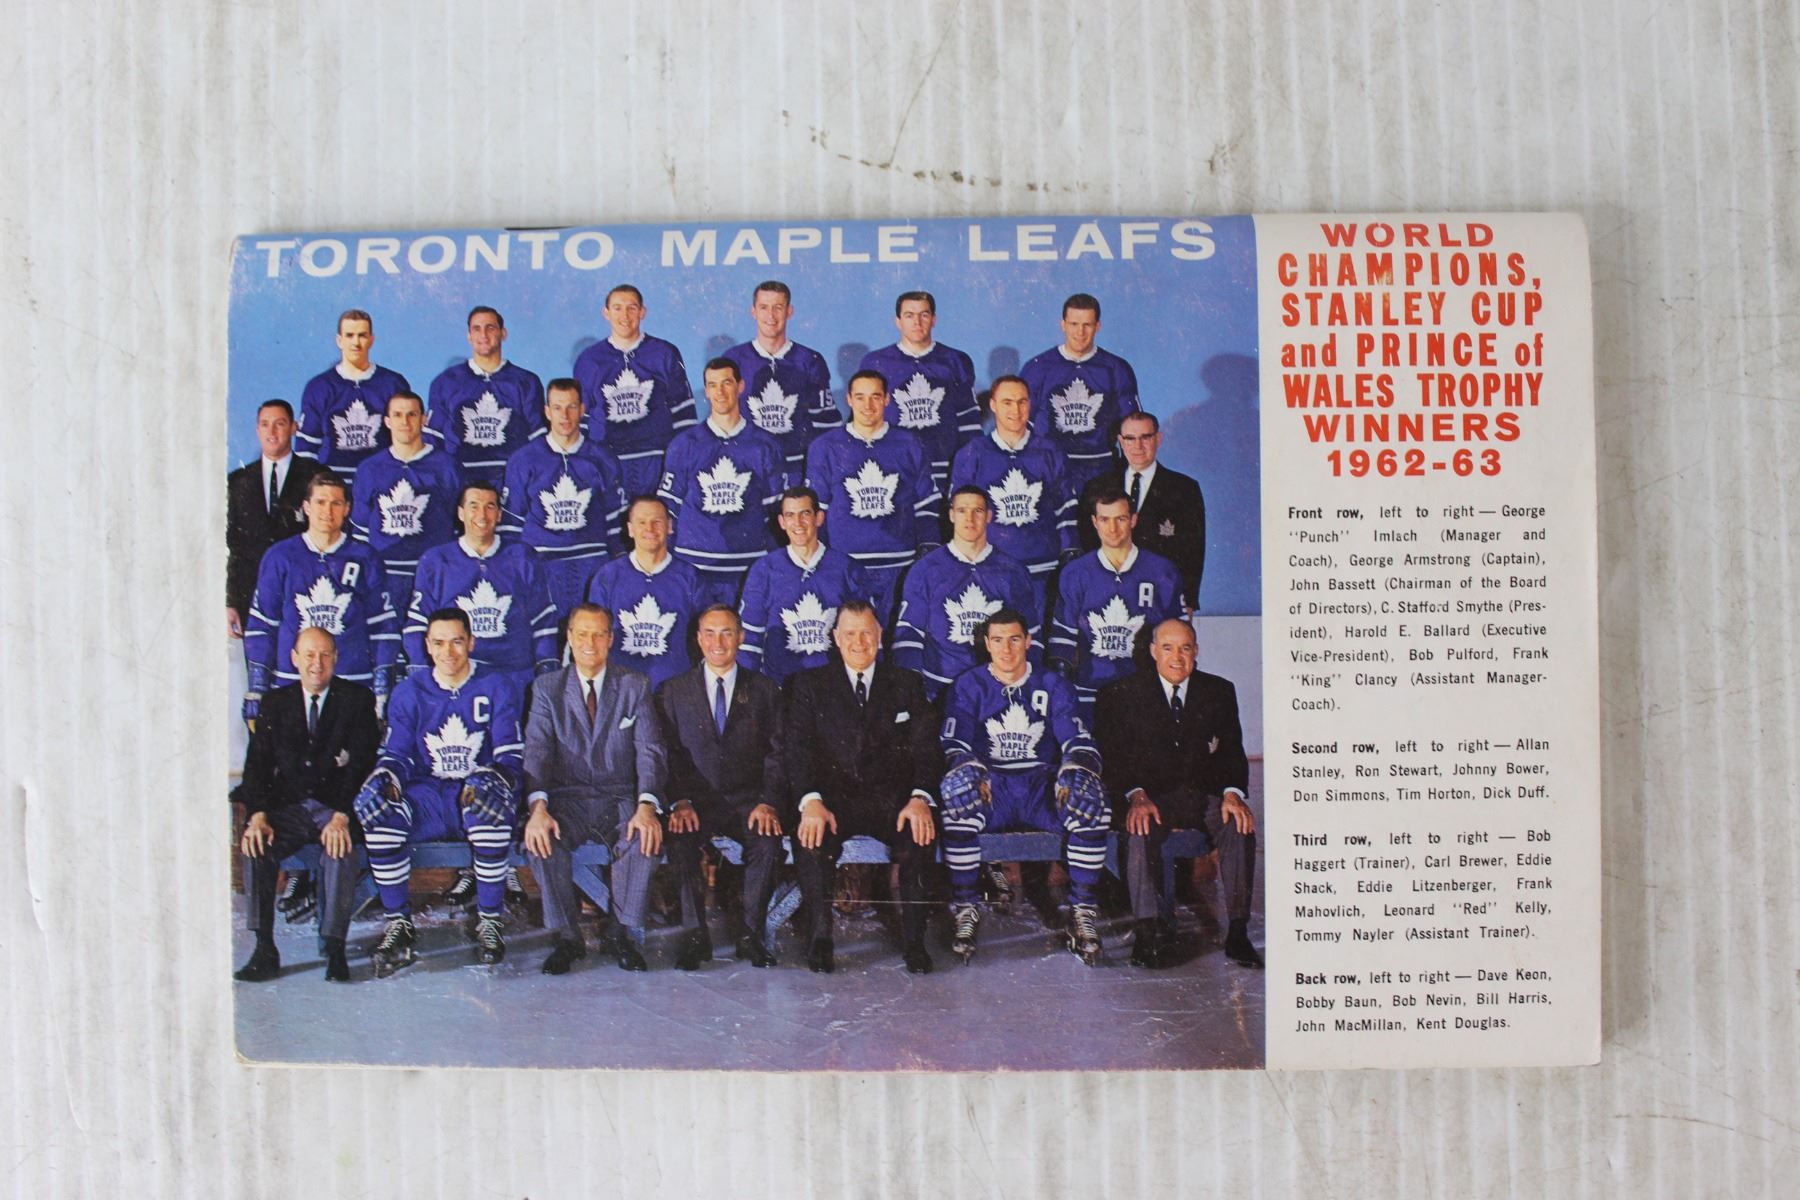 TORONTO MAPLE LEAFS
WORLD
CHAMPIONS,
STANLEY CUP
and PRINCE of
WALES TROPHY
WINNERS
1962-63
Front row, left to right — George
"Punch" Imlach (Manager and
Coach), George Armstrong (Captain),
John Bassett (Chairman of the Board
of Directors), C. Stafford Smythe (Pres-
ident), Harold E. Ballard (Executive
Vice-President), Bob Pulford, Frank
"King" Clancy (Assistant Manager-
Coach).
Second row, left to right — Allan
Stanley, Ron Stewart, Johnny Bower,
Don Simmons, Tim Horton, Dick Duff.
Third row, left to right — Bob
Haggert (Trainer), Carl Brewer, Eddie
Shack, Eddie Litzenberger, Frank
Mahovlich, Leonard "Red" Kelly,
Tommy Nayler (Assistant Trainer).
Back row, left to right — Dave Keon,
Bobby Baun, Bob Nevin, Bill Harris,
John MacMillan, Kent Douglas.